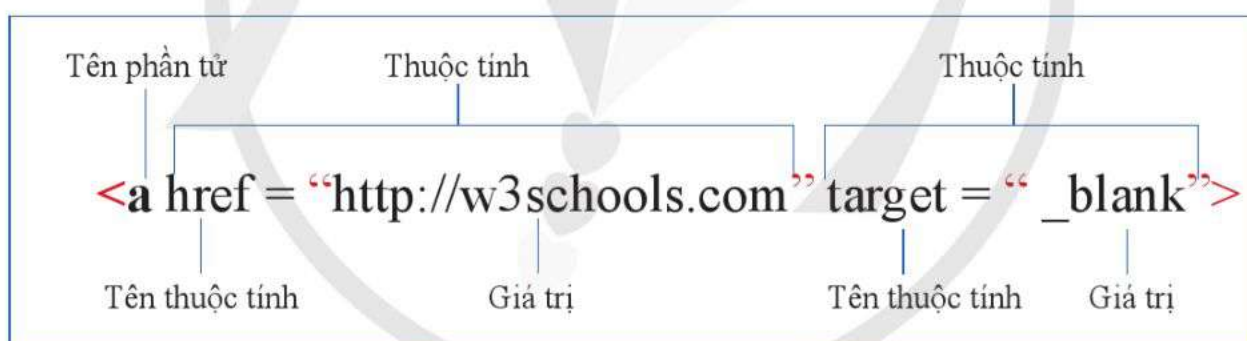 Tên phần tử Thuộc tính Thuộc tính
<a href = “http://w3schools.com” target = “ _blank”>
Tên thuộc tính Giá trị Tên thuộc tính Giá trị